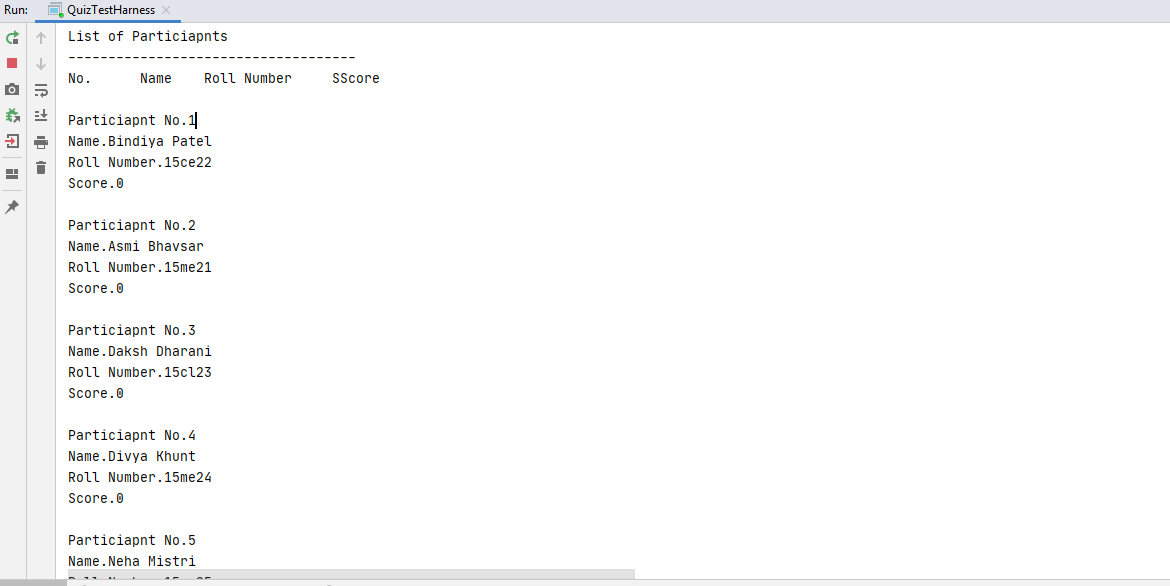 Run: QuizTestHarness
List of Particiapnts
------------------------------------
No. Name Roll Number SScore
Particiapnt No.1
Name.Bindiya Patel
Roll Number.15ce22
Score.0
Particiapnt No.2
Name.Asmi Bhavsar
Roll Number.15me21
Score.0
Particiapnt No.3
Name.Daksh Dharani
Roll Number.15cl23
Score.0
Particiapnt No.4
Name.Divya Khunt
Roll Number.15me24
Score.0
Particiapnt No.5
Name.Neha Mistri